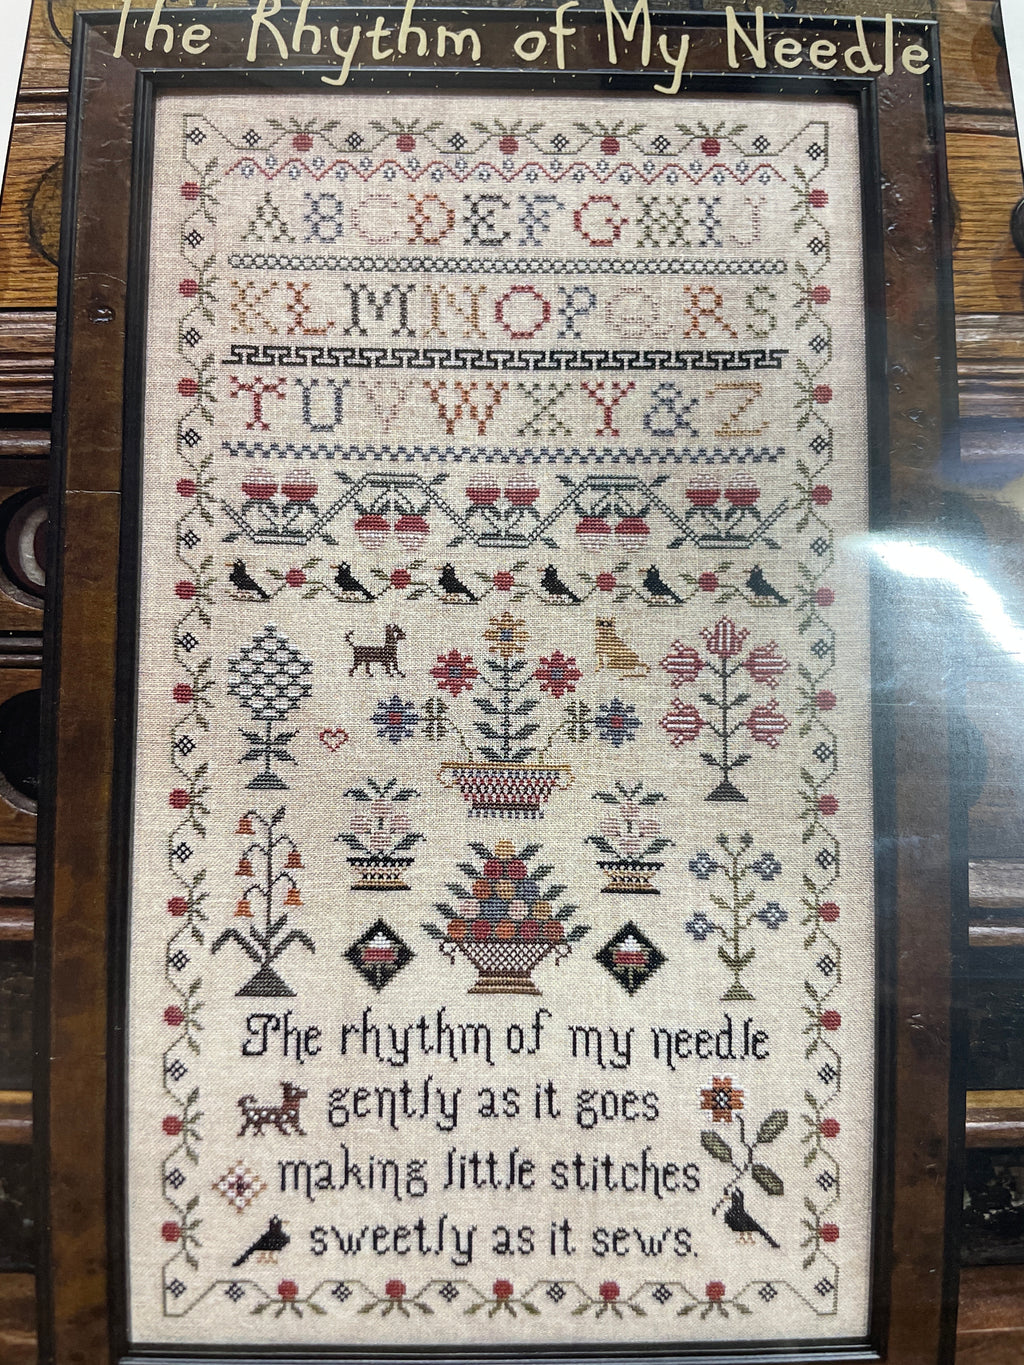 The Rhythm of My Needle
ABCDEFGHIJ
KLMNOPQRS
TUVWXY&Z
The rhythm of my needle
gently as it goes
making little stitches
sweetly as it sews.